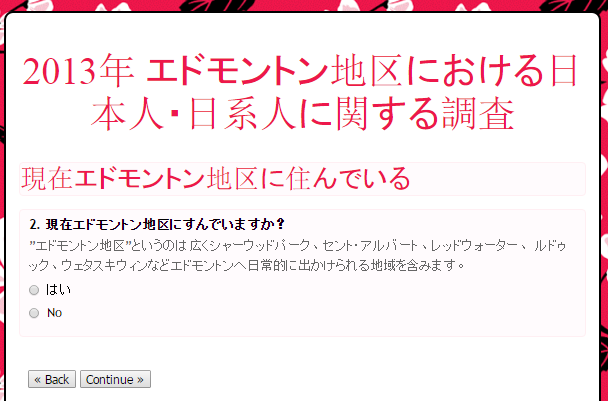 2013年 エドモントン地区における日
本人・日系人に関する調査
現在エドモントン地区に住んでいる
2. 現在エドモントン地区にすんでいますか？
”エドモントン地区”というのは 広くシャーウッドパーク、セント・アルバート、レッドウォーター、 ルドゥ
ック、ウェタスキウィンなどエドモントンへ日常的に出かけられる地域を含みます。
はい
No
« Back Continue »